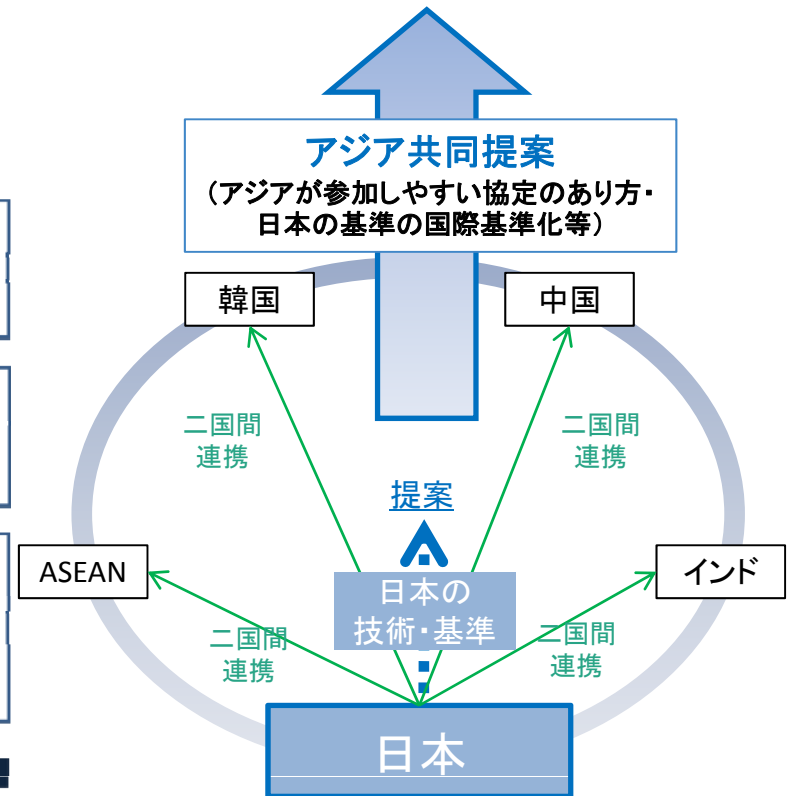 アジア共同提案
（アジアが参加しやすい協定のあり方・
日本の基準の国際基準化等）
韓国
中国
二国間
連携
二国間
連携
提案
ASEAN
インド
日本の
技術・基準
二国間
連携
二国間
連携
日本